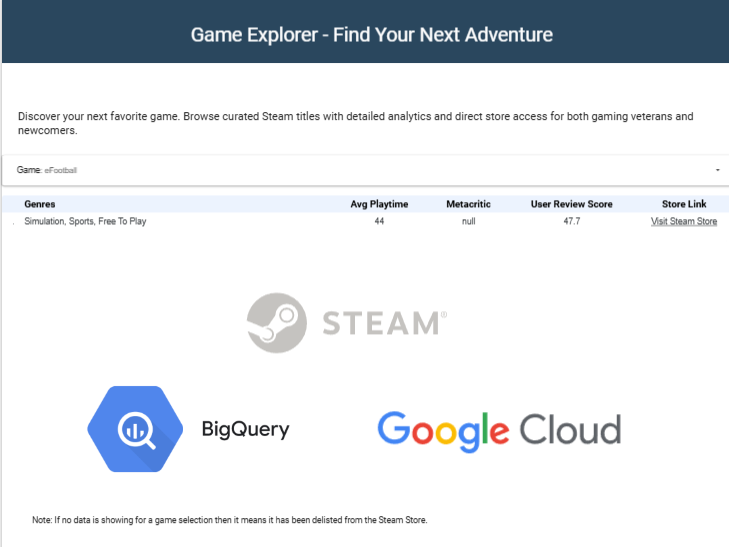 Game Explorer - Find Your Next Adventure
Discover your next favorite game. Browse curated Steam titles with detailed analytics and direct store access for both gaming veterans and
newcomers.
Game: eFootball
Genres Avg Playtime Metacritic User Review Score Store Link
Simulation, Sports, Free To Play 44 null 47.7 Visit Steam Store
STEAM®
BigQuery
Google Cloud
Note: If no data is showing for a game selection then it means it has been delisted from the Steam Store.